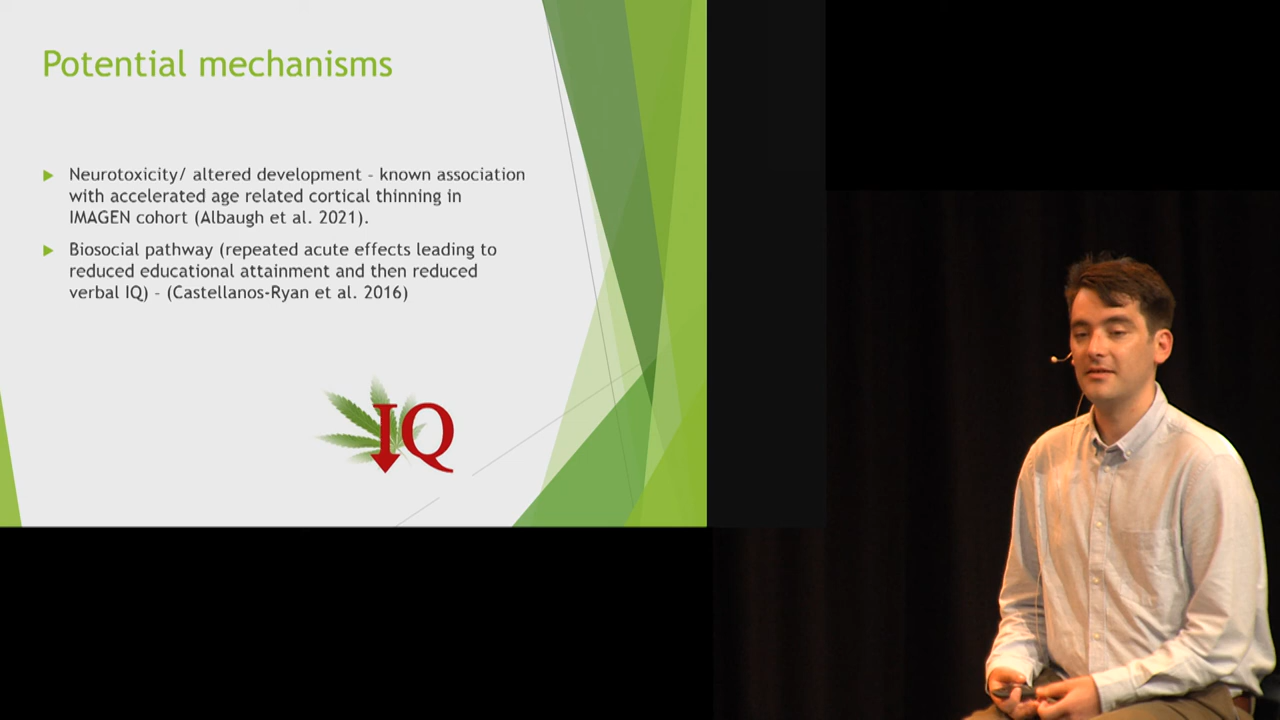 Potential mechanisms
Neurotoxicity/ altered development – known association
with accelerated age related cortical thinning in
IMAGEN cohort (Albaugh et al. 2021).
Biosocial pathway (repeated acute effects leading to
reduced educational attainment and then reduced
verbal IQ) – (Castellanos-Ryan et al. 2016)
IQ